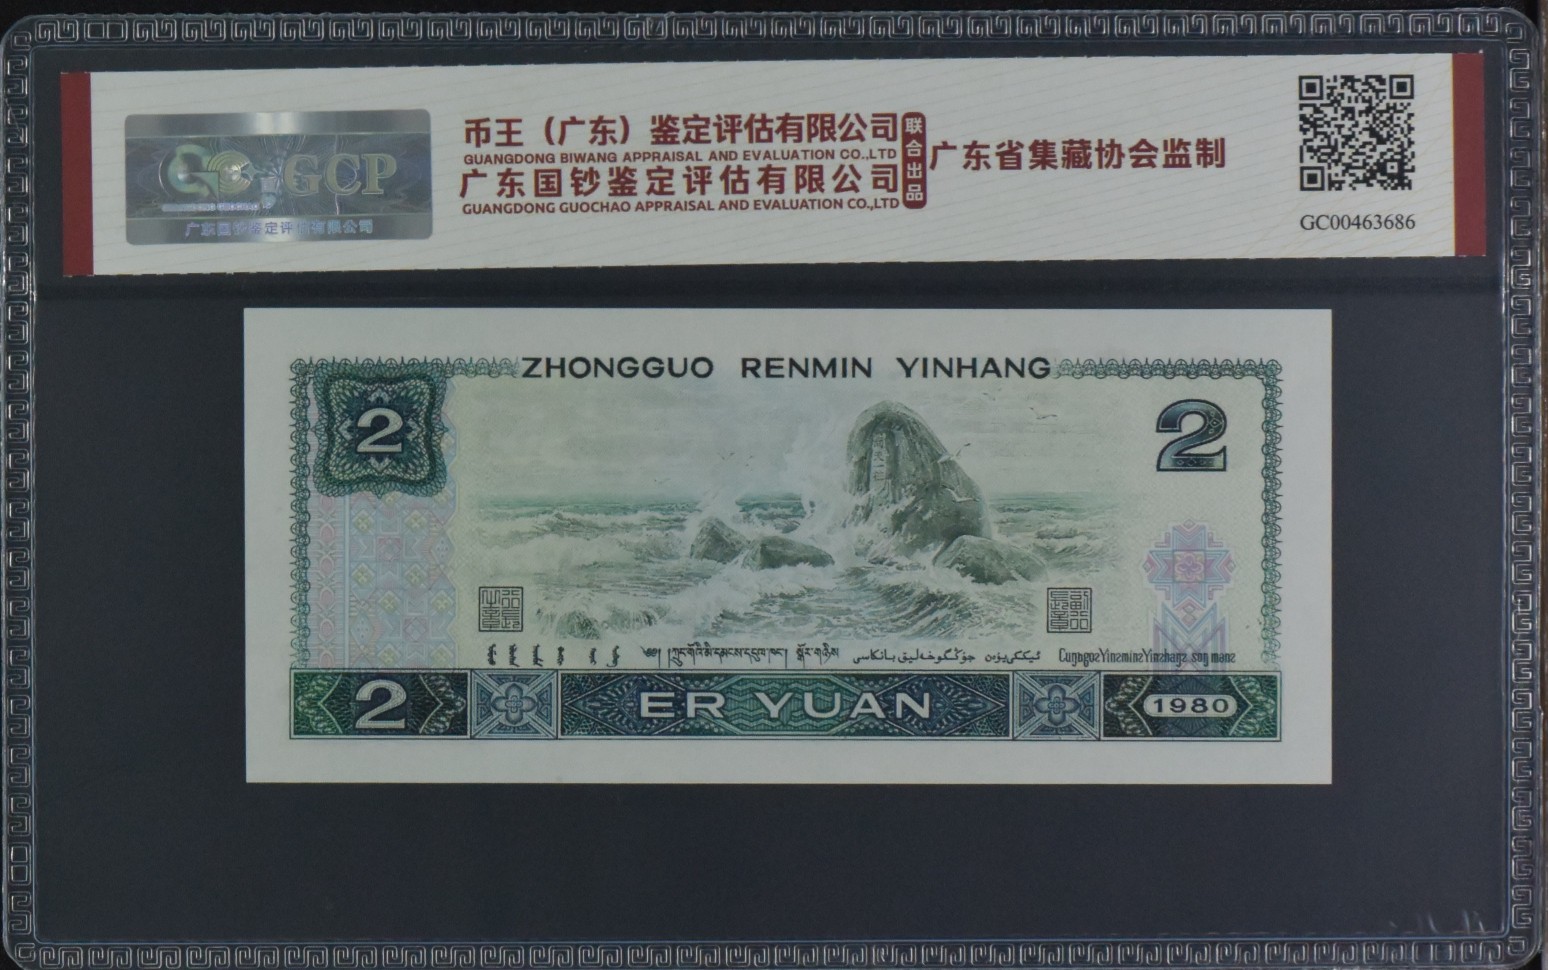 币王（广东）鉴定评估有限公司
GUANGDONG BIWANG APPRAISAL AND EVALUATION CO.,LTD
广东国钞鉴定评估有限公司
GUANGDONG GUOCHAO APPRAISAL AND EVALUATION CO.,LTD
联合出品
广东省集藏协会监制
GCP
广东国钞鉴定评估有限公司
GC00463686
ZHONGGUO RENMIN YINHANG
2
2
2
ER YUAN
1980